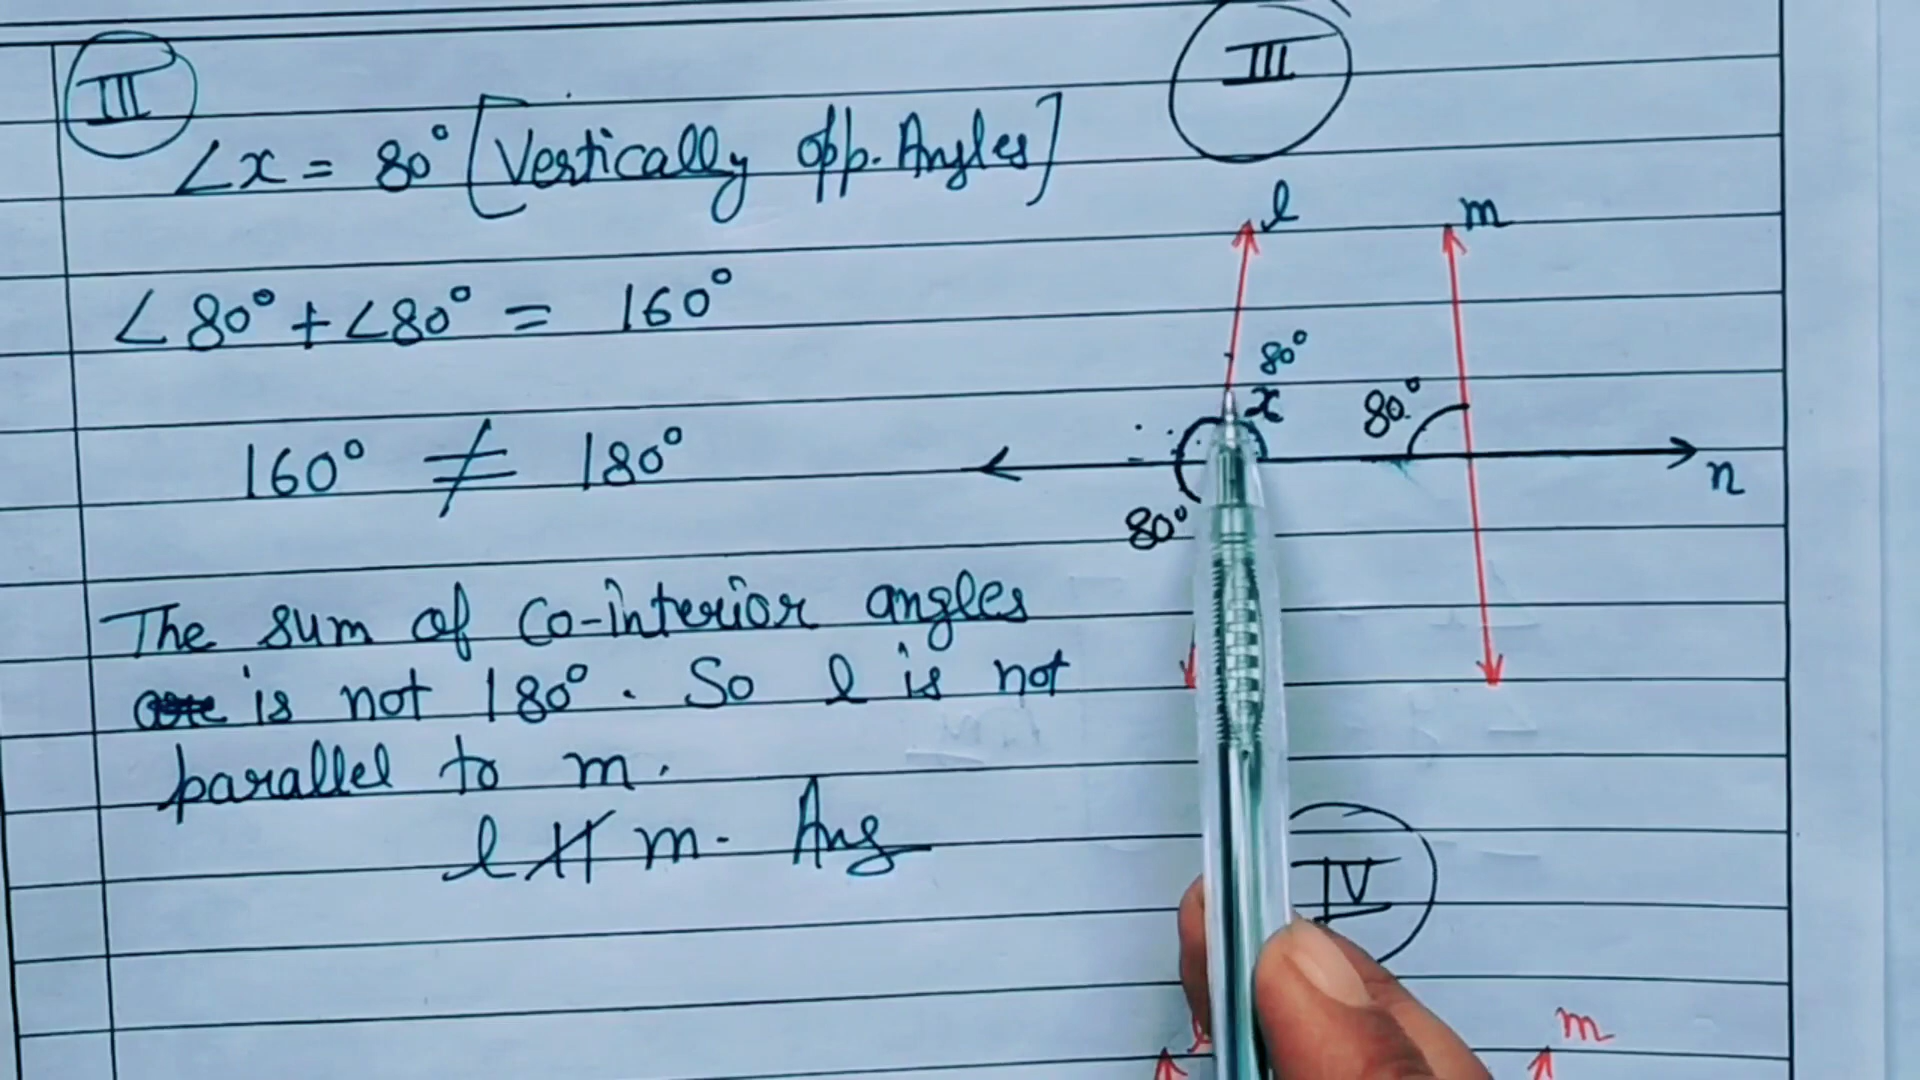 III
∠x = 80° [Vertically opp. Angles]
∠80° + ∠80° = 160°
160° ≠ 180°
The sum of Co-interior angles
is not 180°. So l is not
parallel to m.
l ∦ m. Ans
III
l
m
80°
x
80°
n
80°
IV
l
m